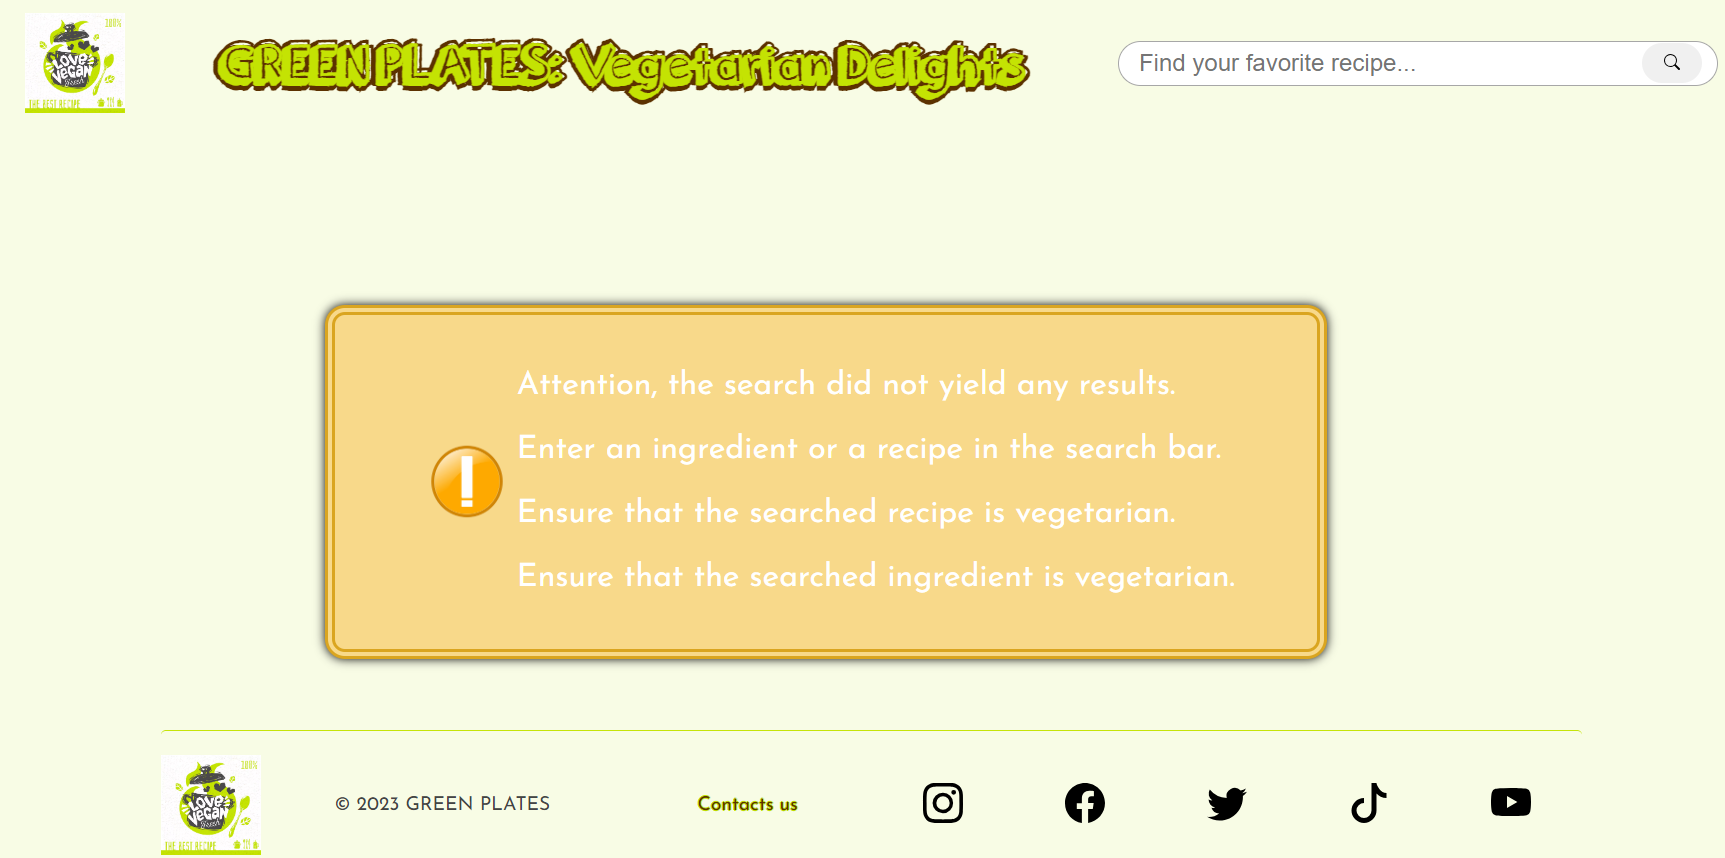 100%
LOVE
VEGAN
fresh
THE BEST RECIPE
GREEN PLATES: Vegetarian Delights
Find your favorite recipe...
Attention, the search did not yield any results.
Enter an ingredient or a recipe in the search bar.
Ensure that the searched recipe is vegetarian.
Ensure that the searched ingredient is vegetarian.
100%
LOVE
VEGAN
fresh
THE BEST RECIPE
© 2023 GREEN PLATES
Contacts us